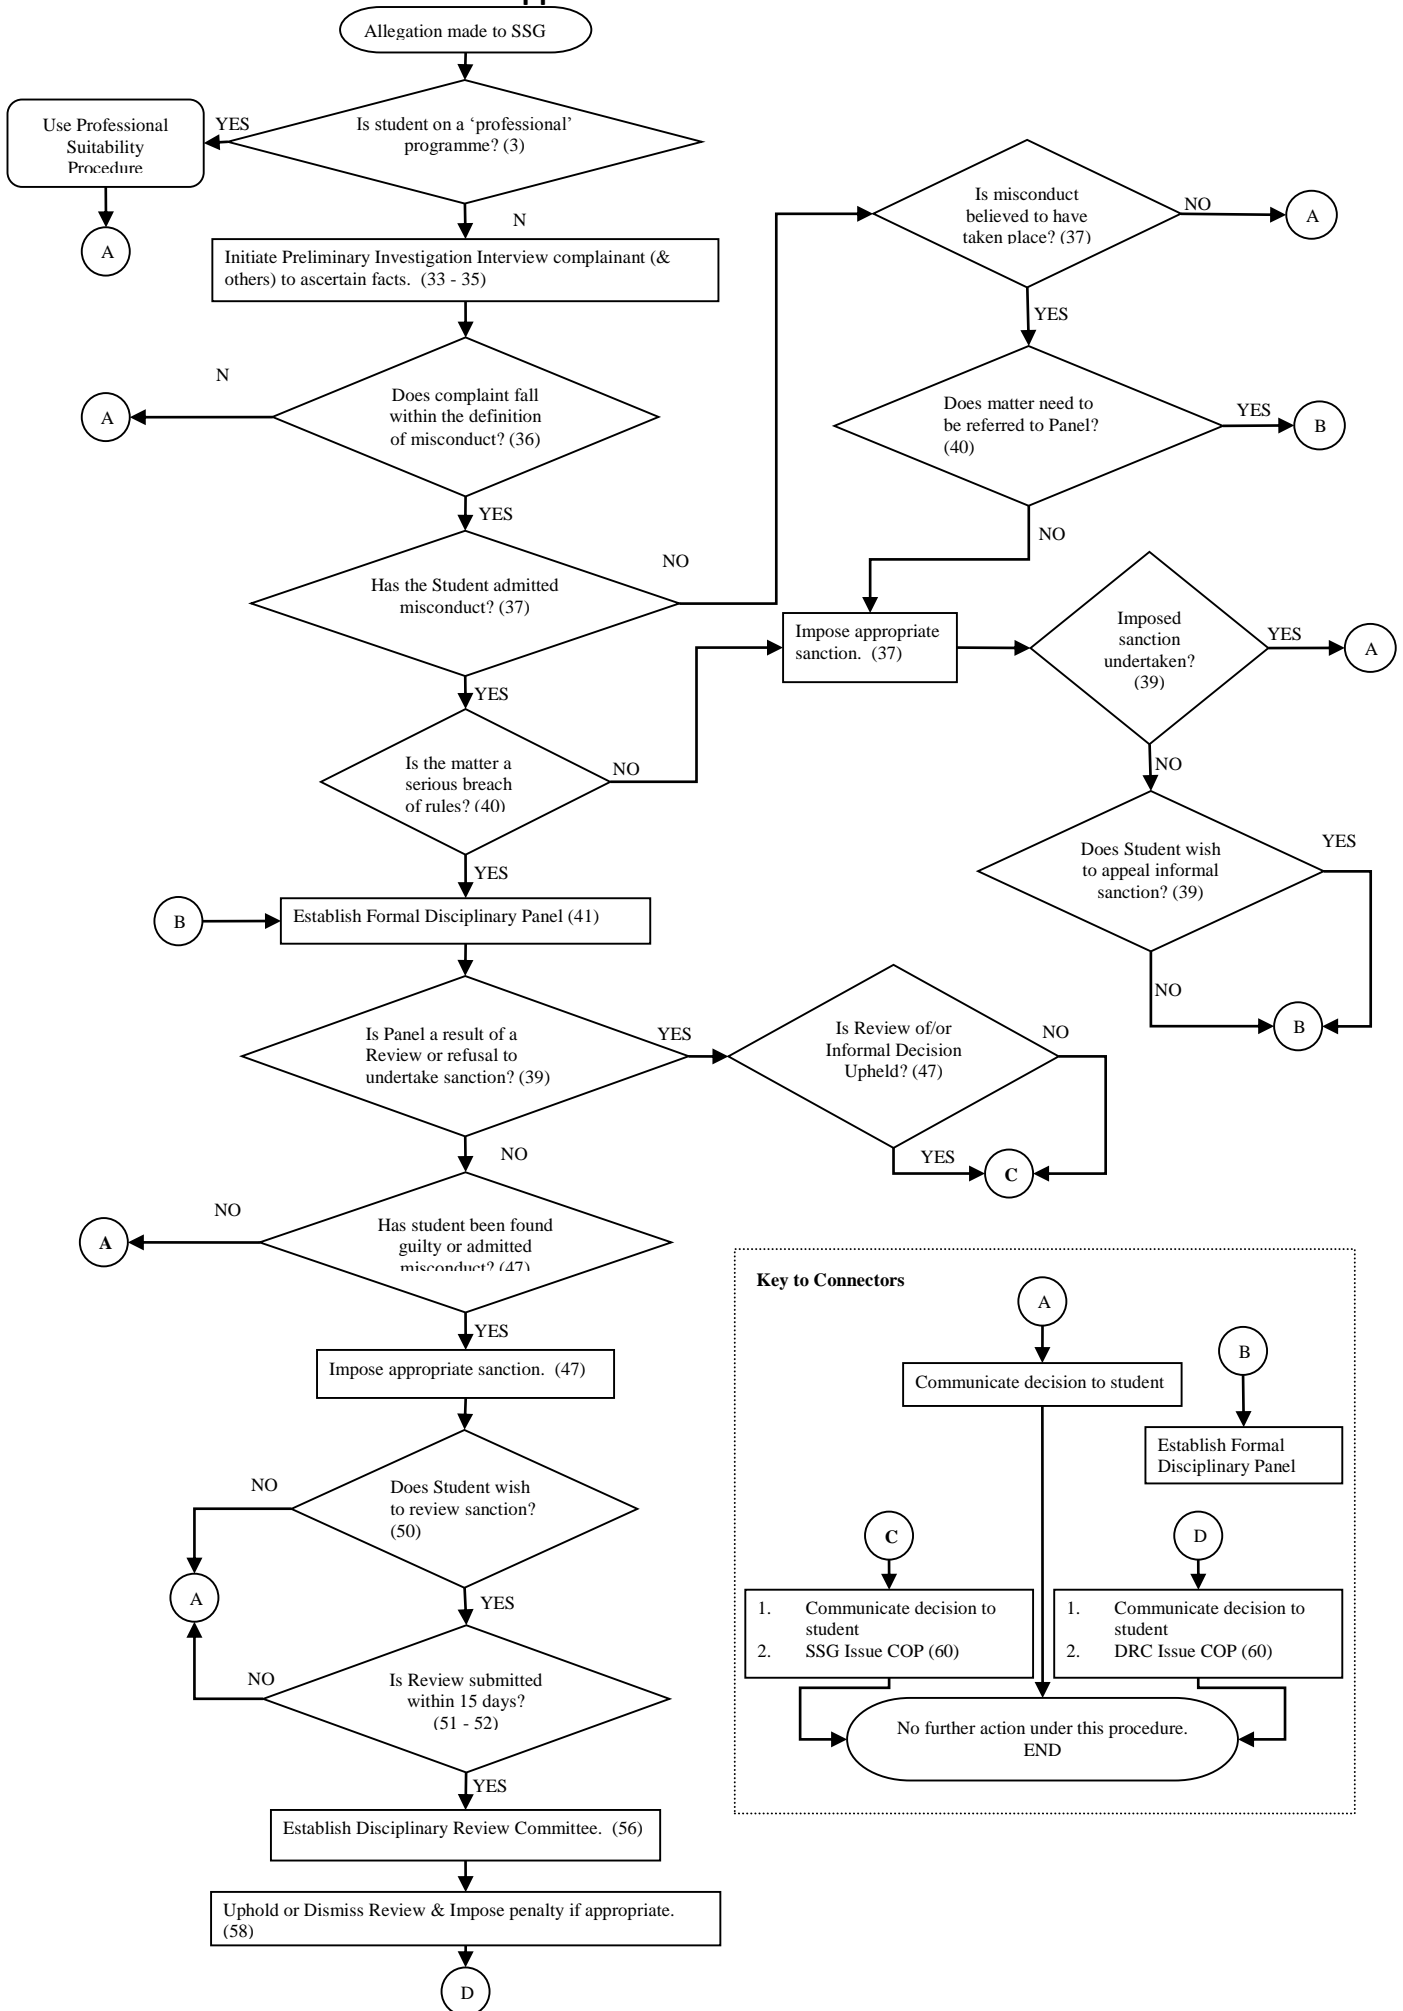 Allegation made to SSG
Is student on a ‘professional’
programme? (3)
YES
Use Professional
Suitability
Procedure
A
N
Initiate Preliminary Investigation Interview complainant (&
others) to ascertain facts.  (33 - 35)
Does complaint fall
within the definition
of misconduct? (36)
N
A
YES
Has the Student admitted
misconduct? (37)
NO
YES
Is the matter a
serious breach
of rules? (40)
NO
YES
B
Establish Formal Disciplinary Panel (41)
Is Panel a result of a
Review or refusal to
undertake sanction? (39)
YES
NO
Has student been found
guilty or admitted
misconduct? (47)
NO
A
YES
Impose appropriate sanction.  (47)
Does Student wish
to review sanction?
(50)
NO
A
YES
Is Review submitted
within 15 days?
(51 - 52)
NO
YES
Establish Disciplinary Review Committee.  (56)
Uphold or Dismiss Review & Impose penalty if appropriate.
(58)
D
Is misconduct
believed to have
taken place? (37)
NO
A
YES
Does matter need to
be referred to Panel?
(40)
YES
B
NO
Impose appropriate
sanction.  (37)
Imposed
sanction
undertaken?
(39)
YES
A
NO
Does Student wish
to appeal informal
sanction? (39)
YES
NO
B
Is Review of/or
Informal Decision
Upheld? (47)
NO
YES
C
Key to Connectors
A
Communicate decision to student
B
Establish Formal
Disciplinary Panel
C
1. Communicate decision to
student
2. SSG Issue COP (60)
D
1. Communicate decision to
student
2. DRC Issue COP (60)
No further action under this procedure.
END